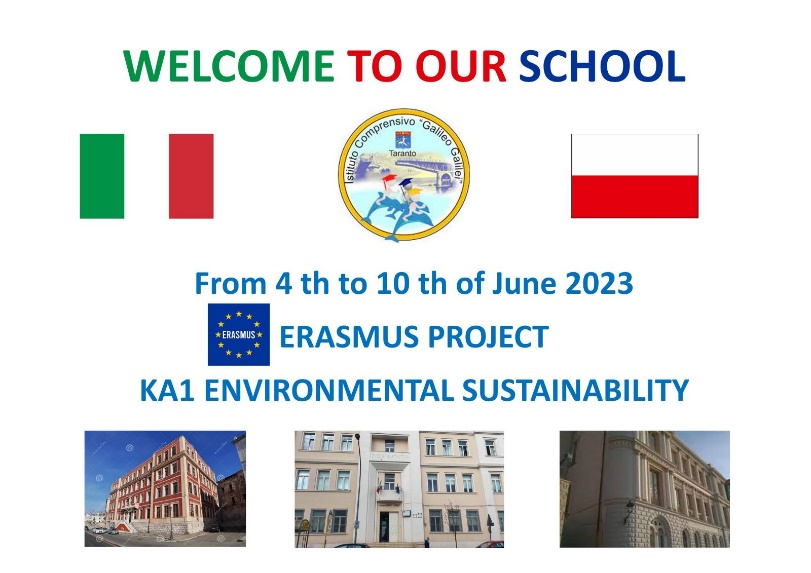 WELCOME TO OUR SCHOOL
Istituto Comprensivo "Galileo Galilei"
Taranto
From 4 th to 10 th of June 2023
ERASMUS
ERASMUS PROJECT
KA1 ENVIRONMENTAL SUSTAINABILITY